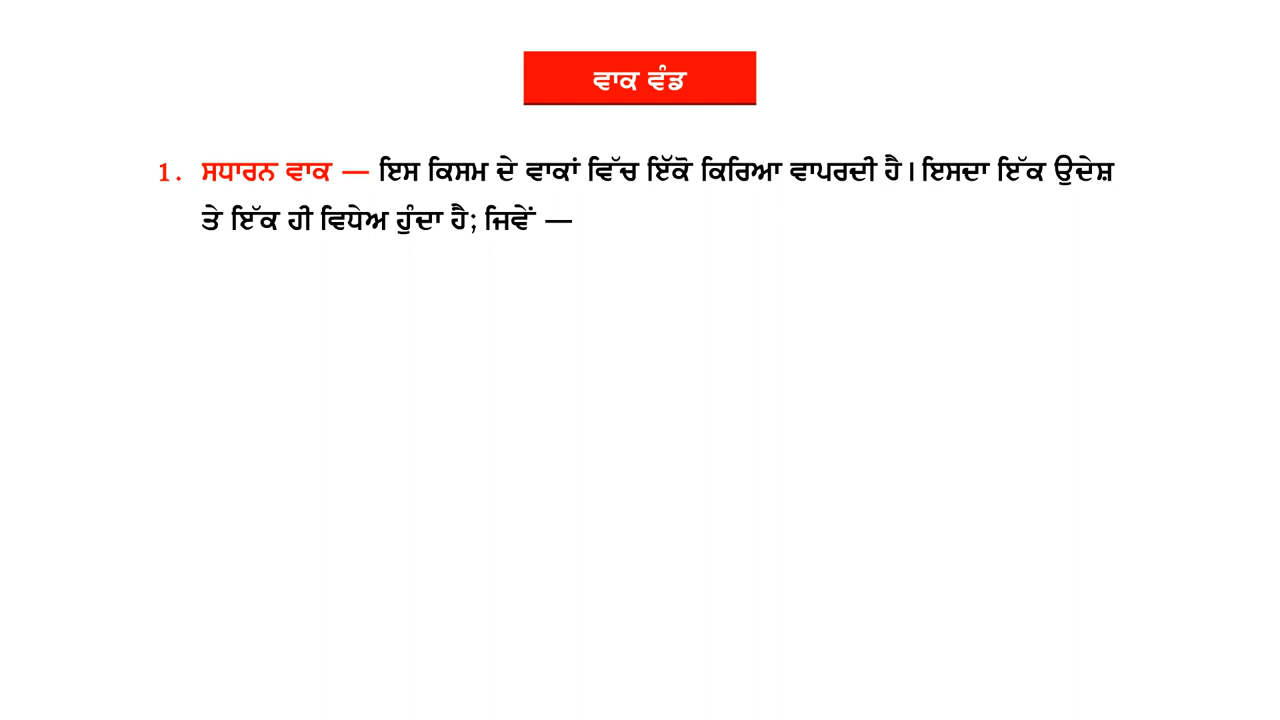 ਵਾਕ ਵੰਡ
1. ਸਧਾਰਨ ਵਾਕ — ਇਸ ਕਿਸਮ ਦੇ ਵਾਕਾਂ ਵਿੱਚ ਇੱਕੋ ਕਿਰਿਆ ਵਾਪਰਦੀ ਹੈ। ਇਸਦਾ ਇੱਕ ਉਦੇਸ਼
ਤੇ ਇੱਕ ਹੀ ਵਿਧੇਅ ਹੁੰਦਾ ਹੈ; ਜਿਵੇਂ —